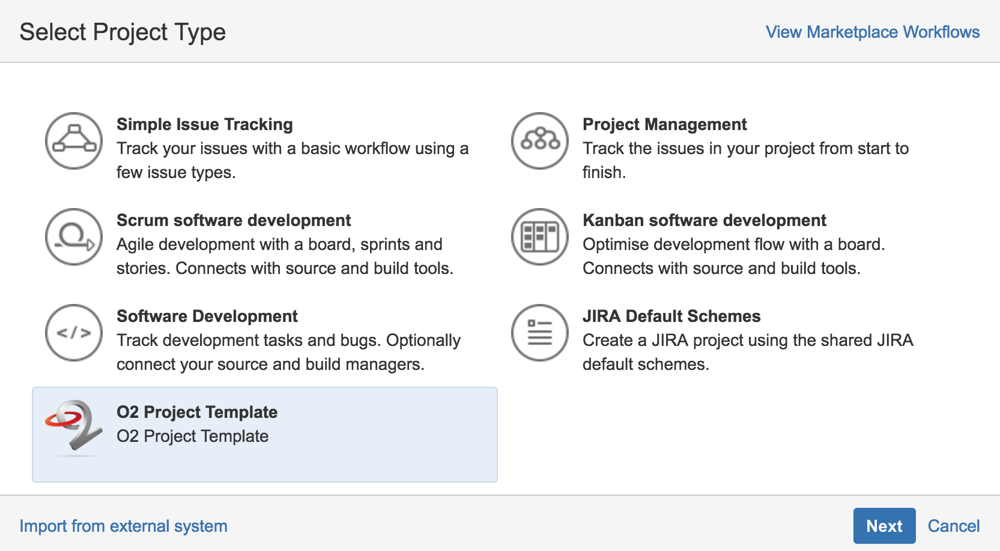 Select Project Type
View Marketplace Workflows
Simple Issue Tracking
Track your issues with a basic workflow using a
few issue types.
Project Management
Track the issues in your project from start to
finish.
Scrum software development
Agile development with a board, sprints and
stories. Connects with source and build tools.
Kanban software development
Optimise development flow with a board.
Connects with source and build tools.
</>
Software Development
Track development tasks and bugs. Optionally
connect your source and build managers.
JIRA Default Schemes
Create a JIRA project using the shared JIRA
default schemes.
O2 Project Template
O2 Project Template
Import from external system
Next
Cancel